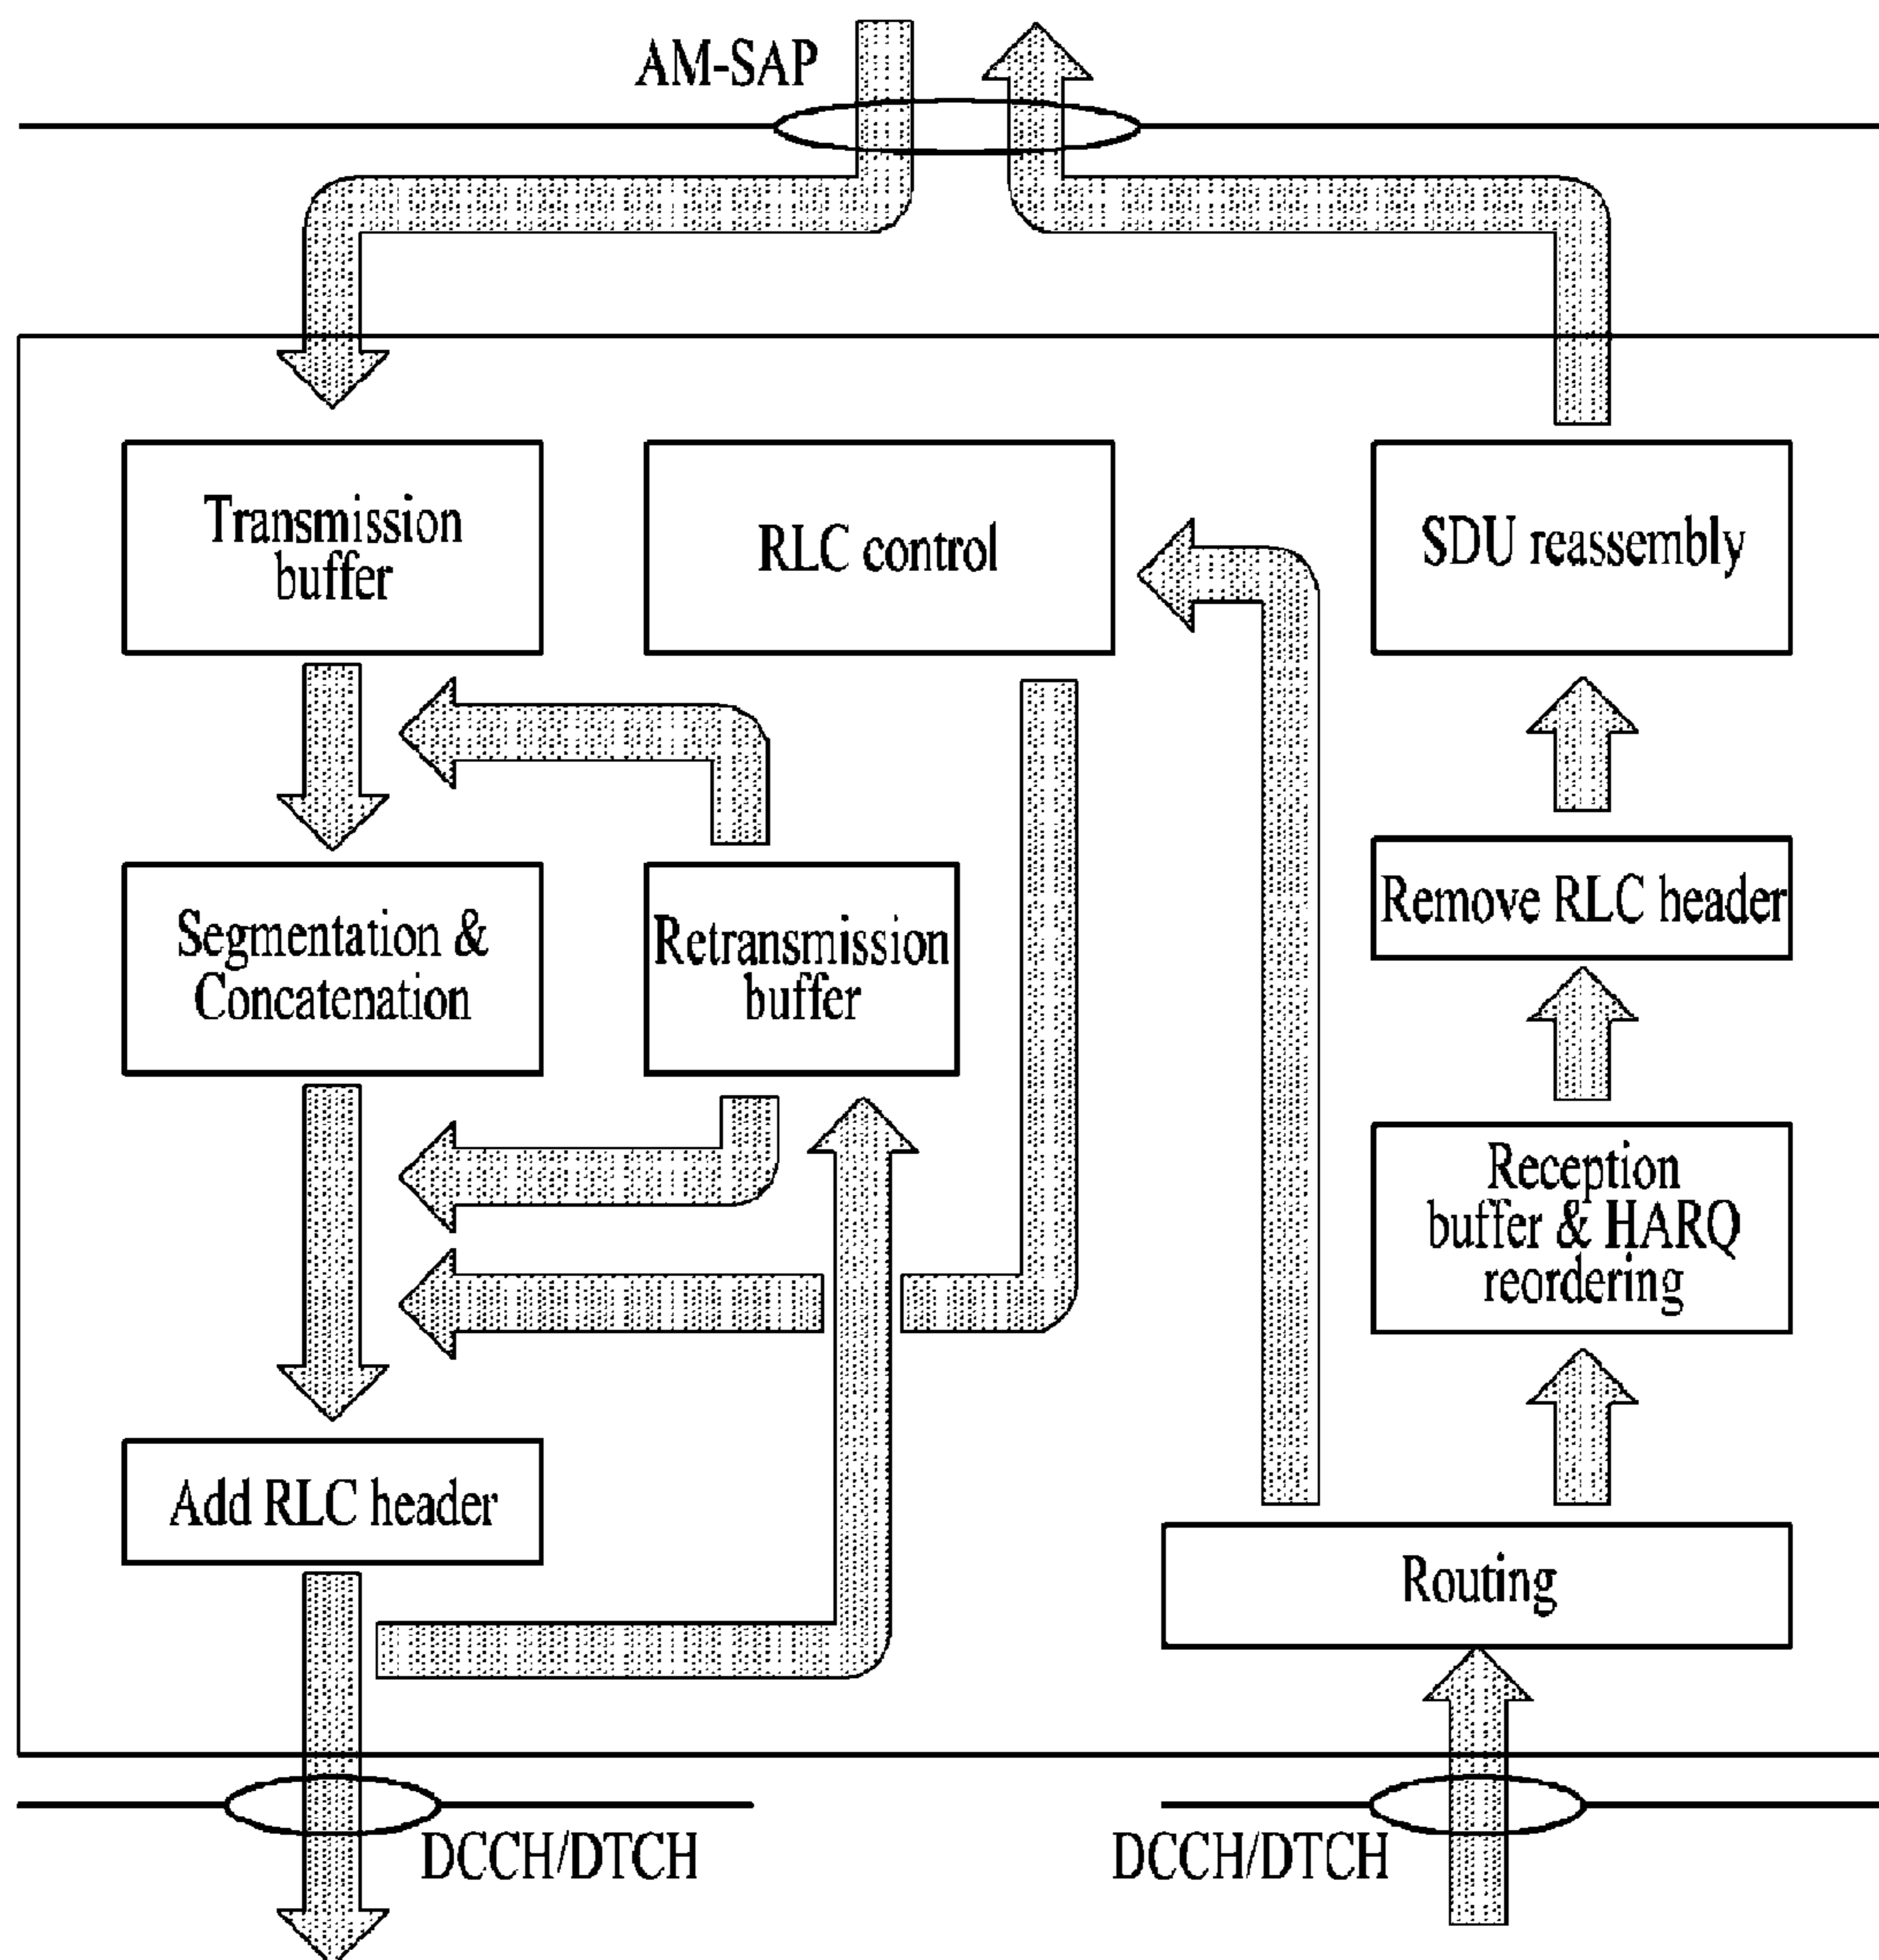 AM-SAP
Transmission
buffer
RLC control
SDU reassembly
Segmentation &
Concatenation
Retransmission
buffer
Remove RLC header
Reception
buffer & HARQ
reordering
Add RLC header
Routing
DCCH/DTCH
DCCH/DTCH